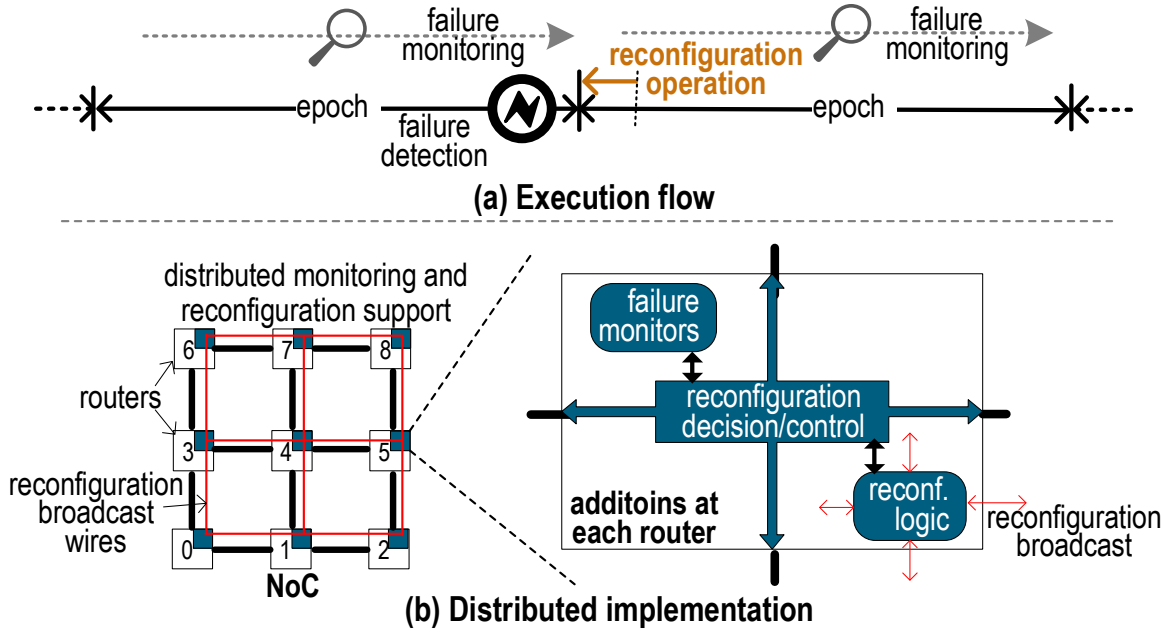 failure
monitoring
failure
monitoring
reconfiguration
operation
epoch
epoch
failure
detection
(a) Execution flow
distributed monitoring and
reconfiguration support
6
7
8
routers
3
4
5
reconfiguration
broadcast
wires
0
1
2
NoC
failure
monitors
reconfiguration
decision/control
additoins at
each router
reconf.
logic
reconfiguration
broadcast
(b) Distributed implementation